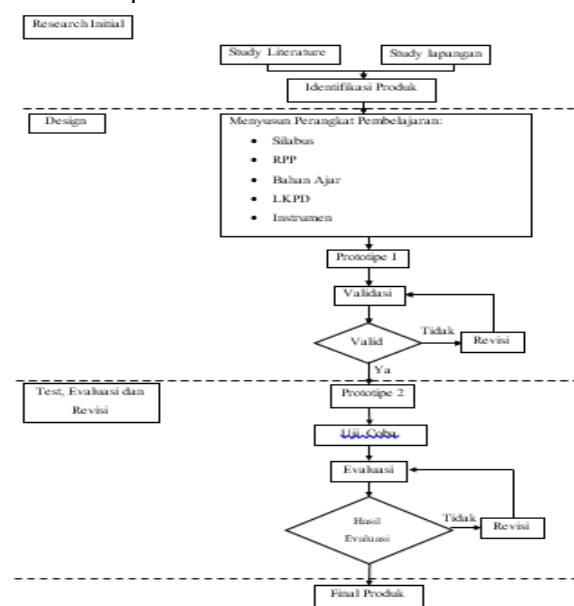 Research Initial
Study Literature
Study lapangan
Identifikasi Produk
Design
Menyusun Perangkat Pembelajaran:
• Silabus
• RPP
• Bahan Ajar
• LKPD
• Instrumen
Prototipe 1
Validasi
Valid
Tidak
Revisi
Ya
Test, Evaluasi dan
Revisi
Prototipe 2
Uji Coba
Evaluasi
Hasil
Evaluasi
Tidak
Revisi
Final Produk